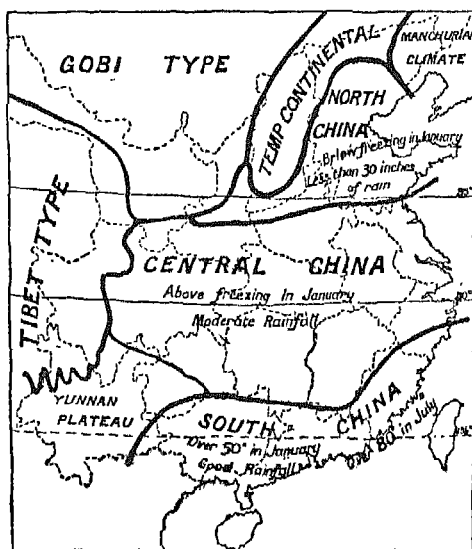 GOBI TYPE
TEMP CONTINENTAL
MANCHURIAN
CLIMATE
NORTH
CHINA
Below freezing in January
Less than 30 inches
of rain
TIBET TYPE
CENTRAL CHINA
Above freezing In January
Moderate Rainfall
YUNNAN
PLATEAU
SOUTH CHINA
Over 50° in January
Good Rainfall
Over 80° in July